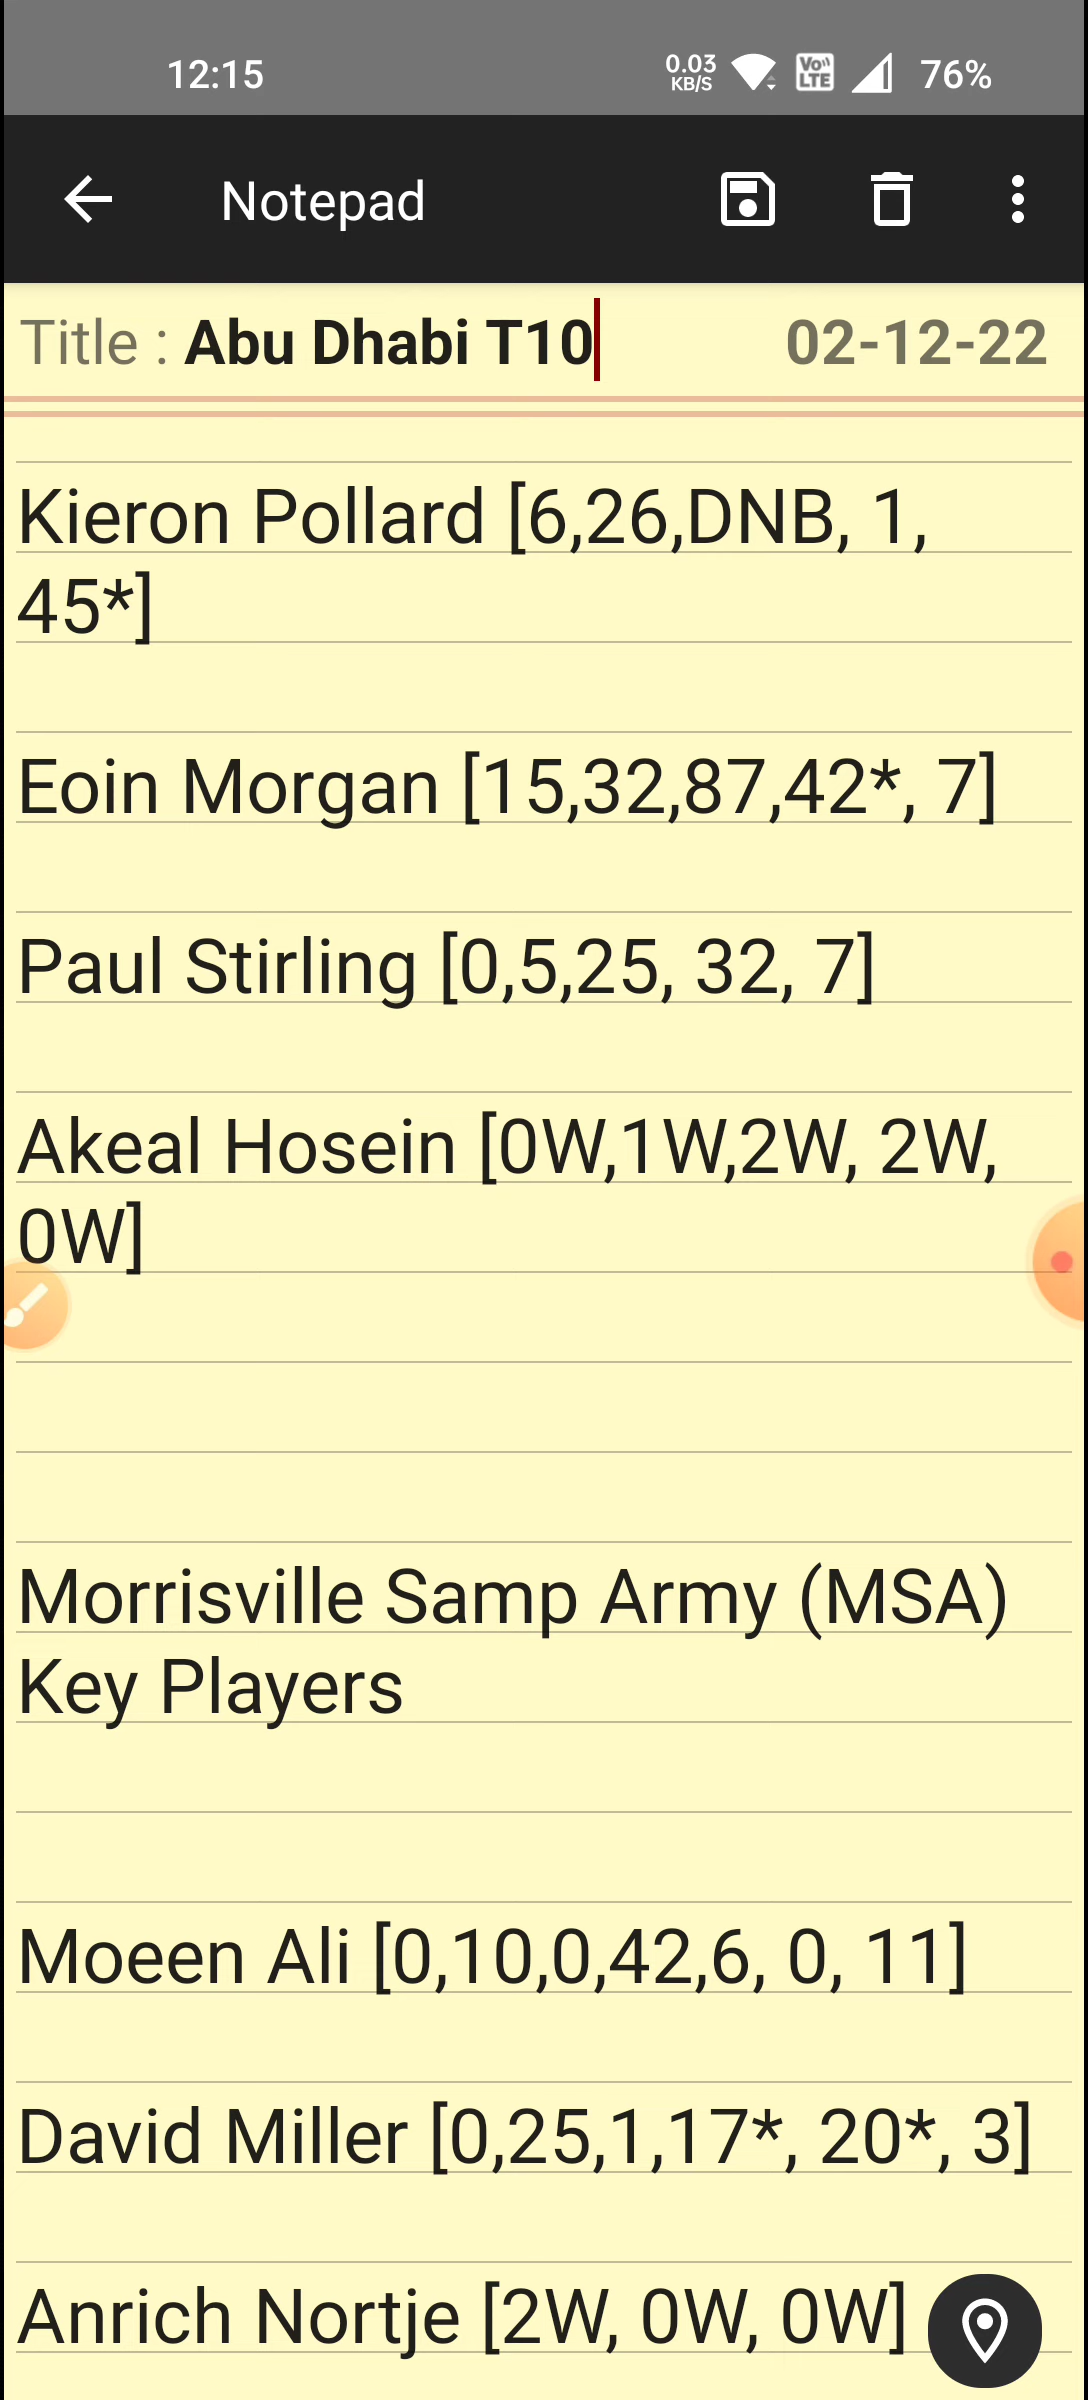 12:15
0.03 KB/S VoLTE 76%
Notepad
Title : Abu Dhabi T10 02-12-22
Kieron Pollard [6,26,DNB, 1,
45*]
Eoin Morgan [15,32,87,42*, 7]
Paul Stirling [0,5,25, 32, 7]
Akeal Hosein [0W,1W,2W, 2W,
0W]
Morrisville Samp Army (MSA)
Key Players
Moeen Ali [0,10,0,42,6, 0, 11]
David Miller [0,25,1,17*, 20*, 3]
Anrich Nortje [2W, 0W, 0W]